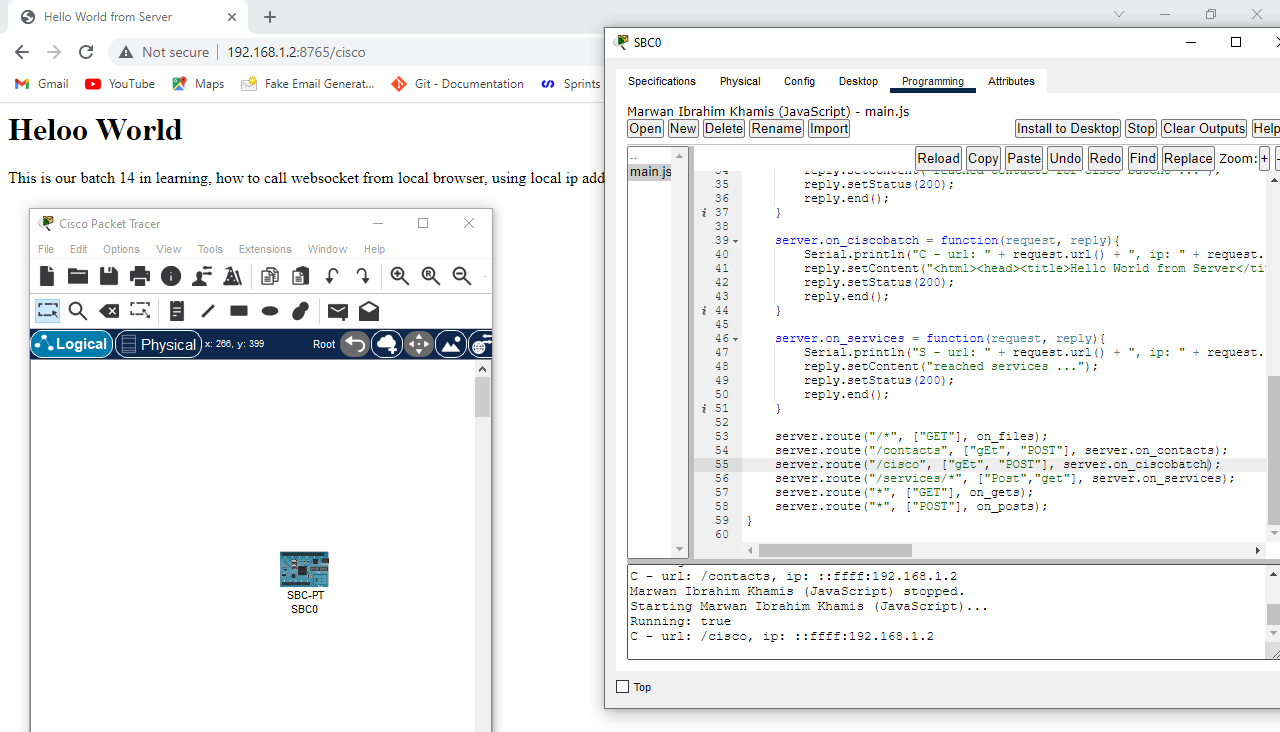 Hello World from Server
Not secure | 192.168.1.2:8765/cisco
Gmail YouTube Maps Fake Email Generat... Git - Documentation Sprints
Heloo World
This is our batch 14 in learning, how to call websocket from local browser, using local ip add
Cisco Packet Tracer
File Edit Options View Tools Extensions Window Help
Logical Physical x: 266, y: 399 Root
SBC-PT
SBC0
SBC0
Specifications Physical Config Desktop Programming Attributes
Marwan Ibrahim Khamis (JavaScript) - main.js
Open New Delete Rename Import Install to Desktop Stop Clear Outputs Help
Reload Copy Paste Undo Redo Find Replace Zoom: + -
..
main.js
34 reply.setContent("reached contacts for cisco batche ...");
35 reply.setStatus(200);
36 reply.end();
i 37 }
38
39 server.on_ciscobatch = function(request, reply){
40 Serial.println("C - url: " + request.url() + ", ip: " + request.
41 reply.setContent("<html><head><title>Hello World from Server</ti
42 reply.setStatus(200);
43 reply.end();
i 44 }
45
46 server.on_services = function(request, reply){
47 Serial.println("S - url: " + request.url() + ", ip: " + request.
48 reply.setContent("reached services ...");
49 reply.setStatus(200);
50 reply.end();
i 51 }
52
53 server.route("/*", ["GET"], on_files);
54 server.route("/contacts", ["gEt", "POST"], server.on_contacts);
55 server.route("/cisco", ["gEt", "POST"], server.on_ciscobatch);
56 server.route("/services/*", ["Post","get"], server.on_services);
57 server.route("*", ["GET"], on_gets);
58 server.route("*", ["POST"], on_posts);
59 }
60
C - url: /contacts, ip: ::ffff:192.168.1.2
Marwan Ibrahim Khamis (JavaScript) stopped.
Starting Marwan Ibrahim Khamis (JavaScript)...
Running: true
C - url: /cisco, ip: ::ffff:192.168.1.2
Top